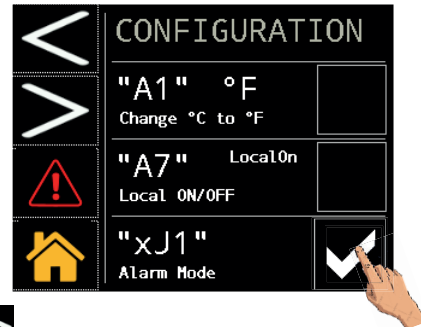 CONFIGURATION
"A1" °F
Change °C to °F
"A7" LocalOn
Local ON/OFF
"xJ1"
Alarm Mode